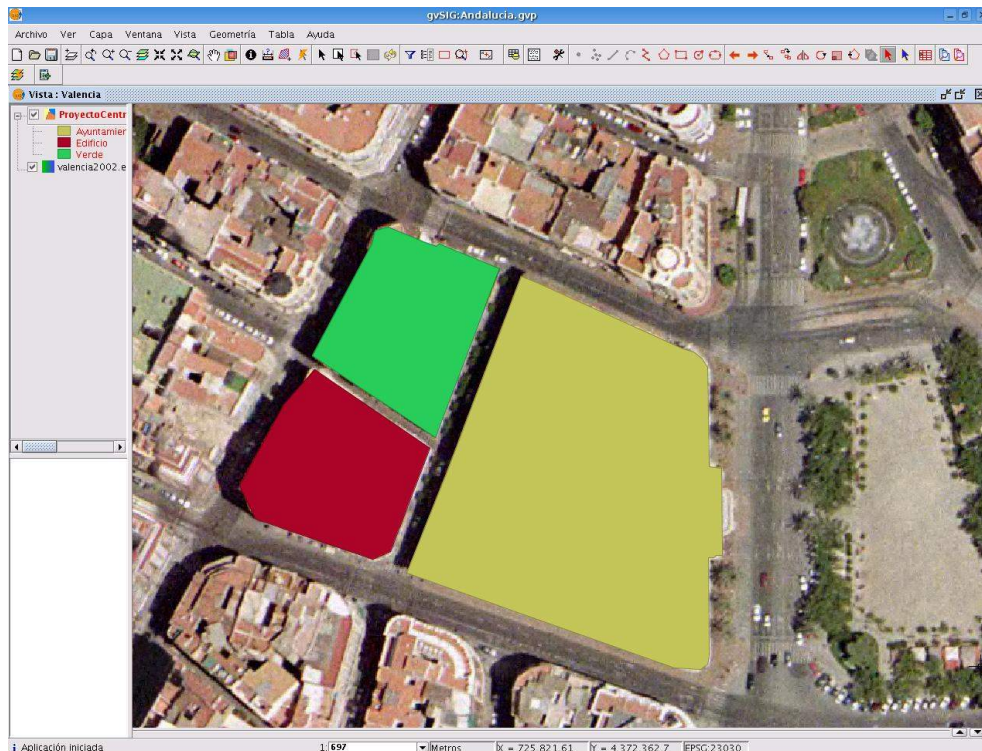 gvSIG:Andalucia.gvp
Archivo Ver Capa Ventana Vista Geometría Tabla Ayuda
Vista : Valencia
ProyectoCentr
Ayuntamier
Edificio
Verde
valencia2002.e
Aplicación iniciada
1: 697
Metros
X = 725.821,61
Y = 4.372.362,7
EPSG:23030